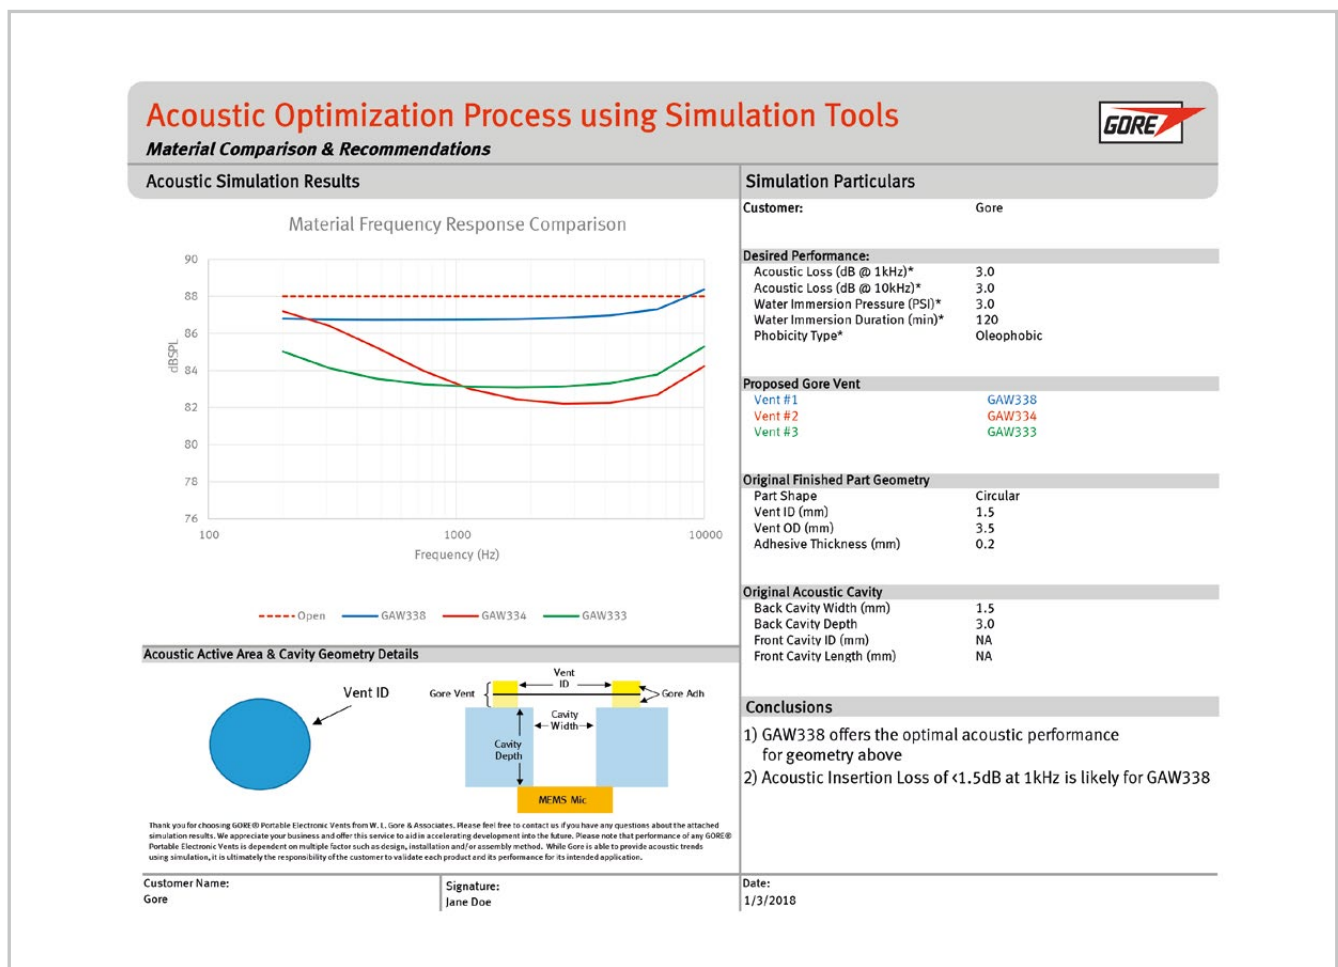 Acoustic Optimization Process using Simulation Tools
Material Comparison & Recommendations
GORE
Acoustic Simulation Results
Material Frequency Response Comparison
90
88
86
84
82
80
78
76
dBSPL
100
1000
10000
Frequency (Hz)
Open
GAW338
GAW334
GAW333
Acoustic Active Area & Cavity Geometry Details
Vent ID
Gore Vent
Vent
ID
Gore Adh
Cavity
Width
Cavity
Depth
MEMS Mic
Thank you for choosing GORE® Portable Electronic Vents from W. L. Gore & Associates. Please feel free to contact us if you have any questions about the attached
simulation results. We appreciate your business and offer this service to aid in accelerating development into the future. Please note that performance of any GORE®
Portable Electronic Vents is dependent on multiple factor such as design, installation and/or assembly method. While Gore is able to provide acoustic trends
using simulation, it is ultimately the responsibility of the customer to validate each product and its performance for its intended application.
Simulation Particulars
Customer: Gore
Desired Performance:
Acoustic Loss (dB @ 1kHz)* 3.0
Acoustic Loss (dB @ 10kHz)* 3.0
Water Immersion Pressure (PSI)* 3.0
Water Immersion Duration (min)* 120
Phobicity Type* Oleophobic
Proposed Gore Vent
Vent #1 GAW338
Vent #2 GAW334
Vent #3 GAW333
Original Finished Part Geometry
Part Shape Circular
Vent ID (mm) 1.5
Vent OD (mm) 3.5
Adhesive Thickness (mm) 0.2
Original Acoustic Cavity
Back Cavity Width (mm) 1.5
Back Cavity Depth 3.0
Front Cavity ID (mm) NA
Front Cavity Length (mm) NA
Conclusions
1) GAW338 offers the optimal acoustic performance
for geometry above
2) Acoustic Insertion Loss of <1.5dB at 1kHz is likely for GAW338
Customer Name:
Gore
Signature:
Jane Doe
Date:
1/3/2018